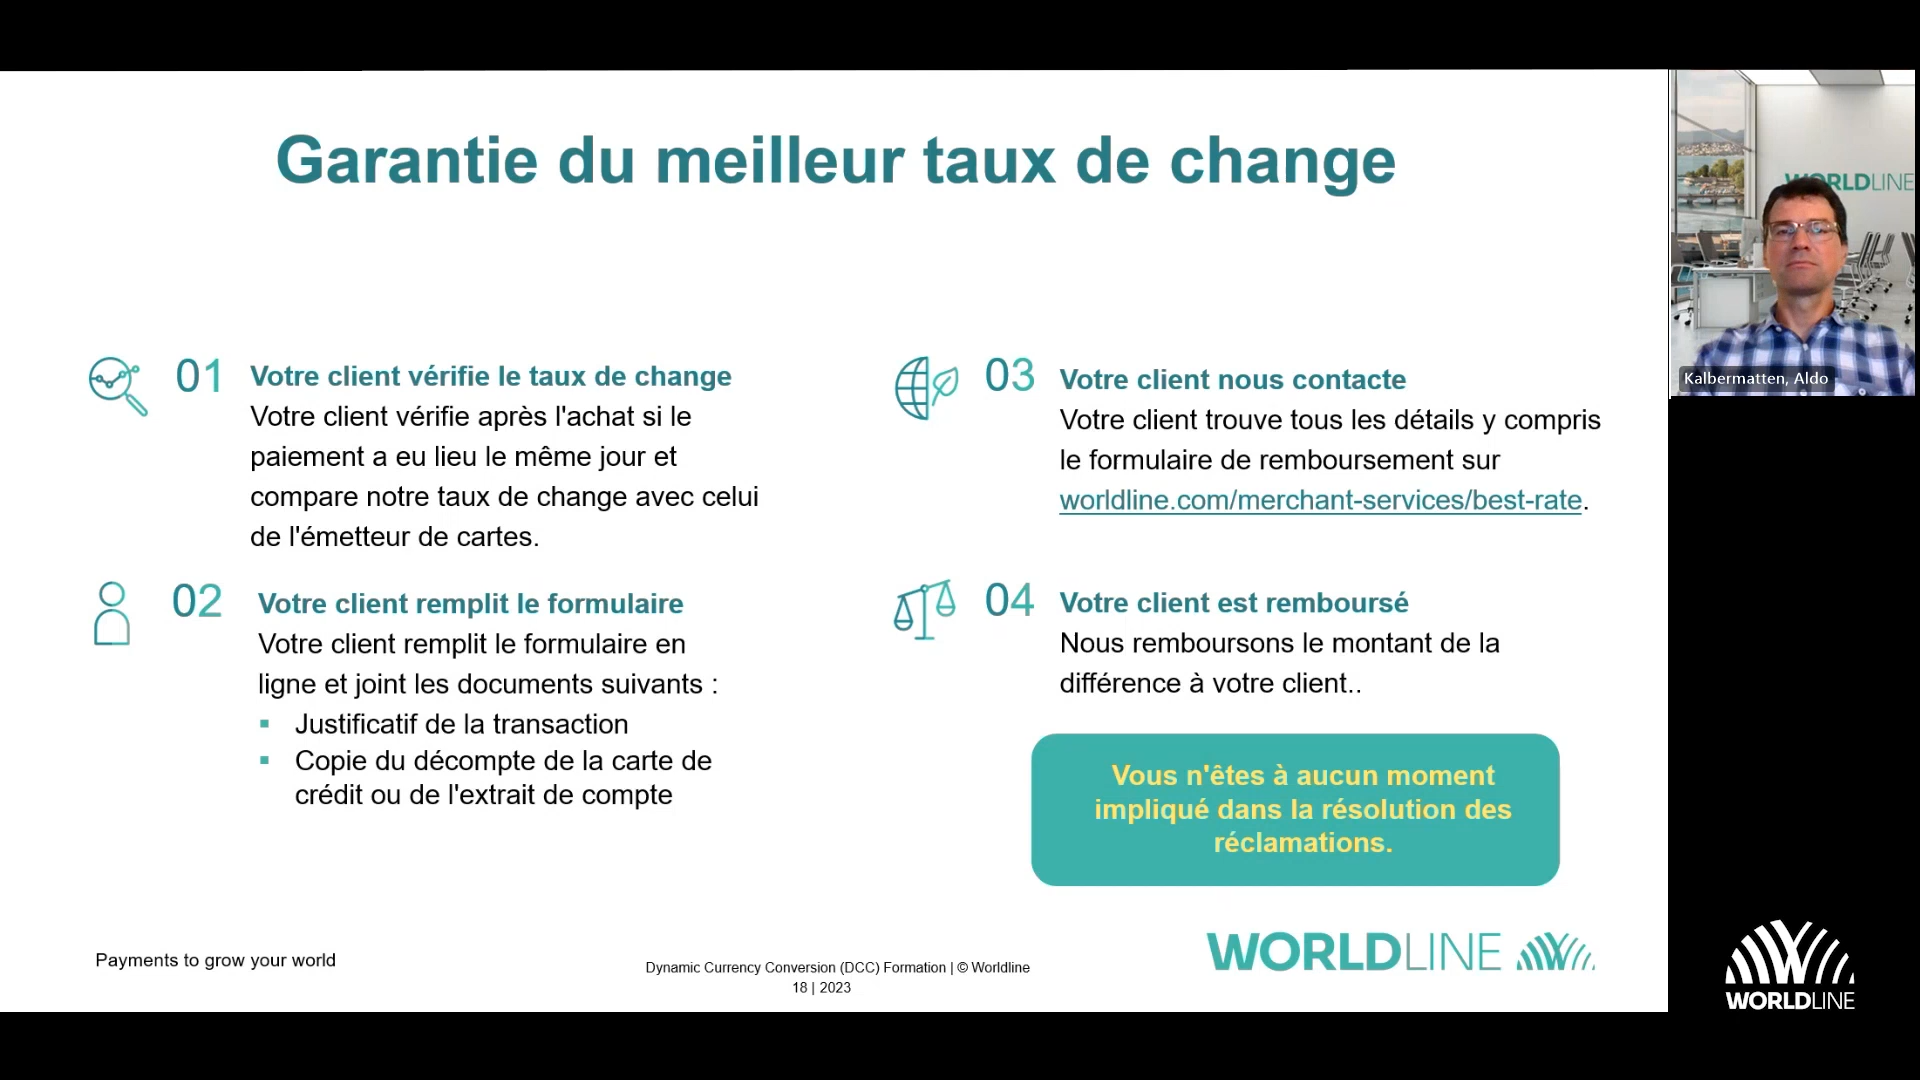 Garantie du meilleur taux de change
01
Votre client vérifie le taux de change
Votre client vérifie après l'achat si le
paiement a eu lieu le même jour et
compare notre taux de change avec celui
de l'émetteur de cartes.
02
Votre client remplit le formulaire
Votre client remplit le formulaire en
ligne et joint les documents suivants :
▪ Justificatif de la transaction
▪ Copie du décompte de la carte de
crédit ou de l'extrait de compte
03
Votre client nous contacte
Votre client trouve tous les détails y compris
le formulaire de remboursement sur
worldline.com/merchant-services/best-rate.
04
Votre client est remboursé
Nous remboursons le montant de la
différence à votre client..
Vous n'êtes à aucun moment
impliqué dans la résolution des
réclamations.
Payments to grow your world
Dynamic Currency Conversion (DCC) Formation | © Worldline
18 | 2023
WORLDLINE
WORLDLINE
Kalbermatten, Aldo
WORLDLINE